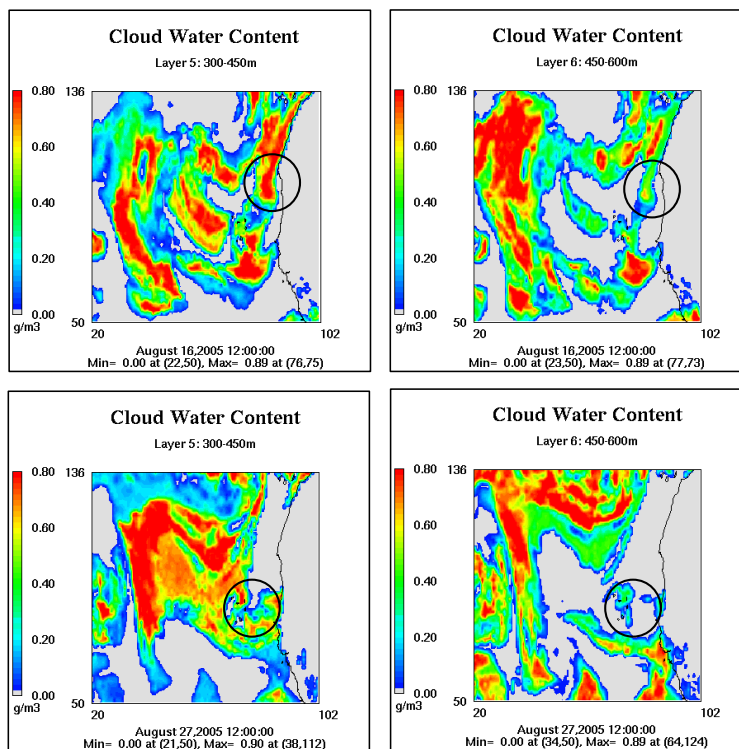 Cloud Water Content
Layer 5: 300-450m
0.80
0.60
0.40
0.20
0.00
g/m3
136
50
20
102
August 16,2005 12:00:00
Min= 0.00 at (22,50), Max= 0.89 at (76,75)
Cloud Water Content
Layer 6: 450-600m
0.80
0.60
0.40
0.20
0.00
g/m3
136
50
20
102
August 16,2005 12:00:00
Min= 0.00 at (23,50), Max= 0.89 at (77,73)
Cloud Water Content
Layer 5: 300-450m
0.80
0.60
0.40
0.20
0.00
g/m3
136
50
20
102
August 27,2005 12:00:00
Min= 0.00 at (21,50), Max= 0.90 at (38,112)
Cloud Water Content
Layer 6: 450-600m
0.80
0.60
0.40
0.20
0.00
g/m3
136
50
20
102
August 27,2005 12:00:00
Min= 0.00 at (34,50), Max= 0.89 at (64,124)